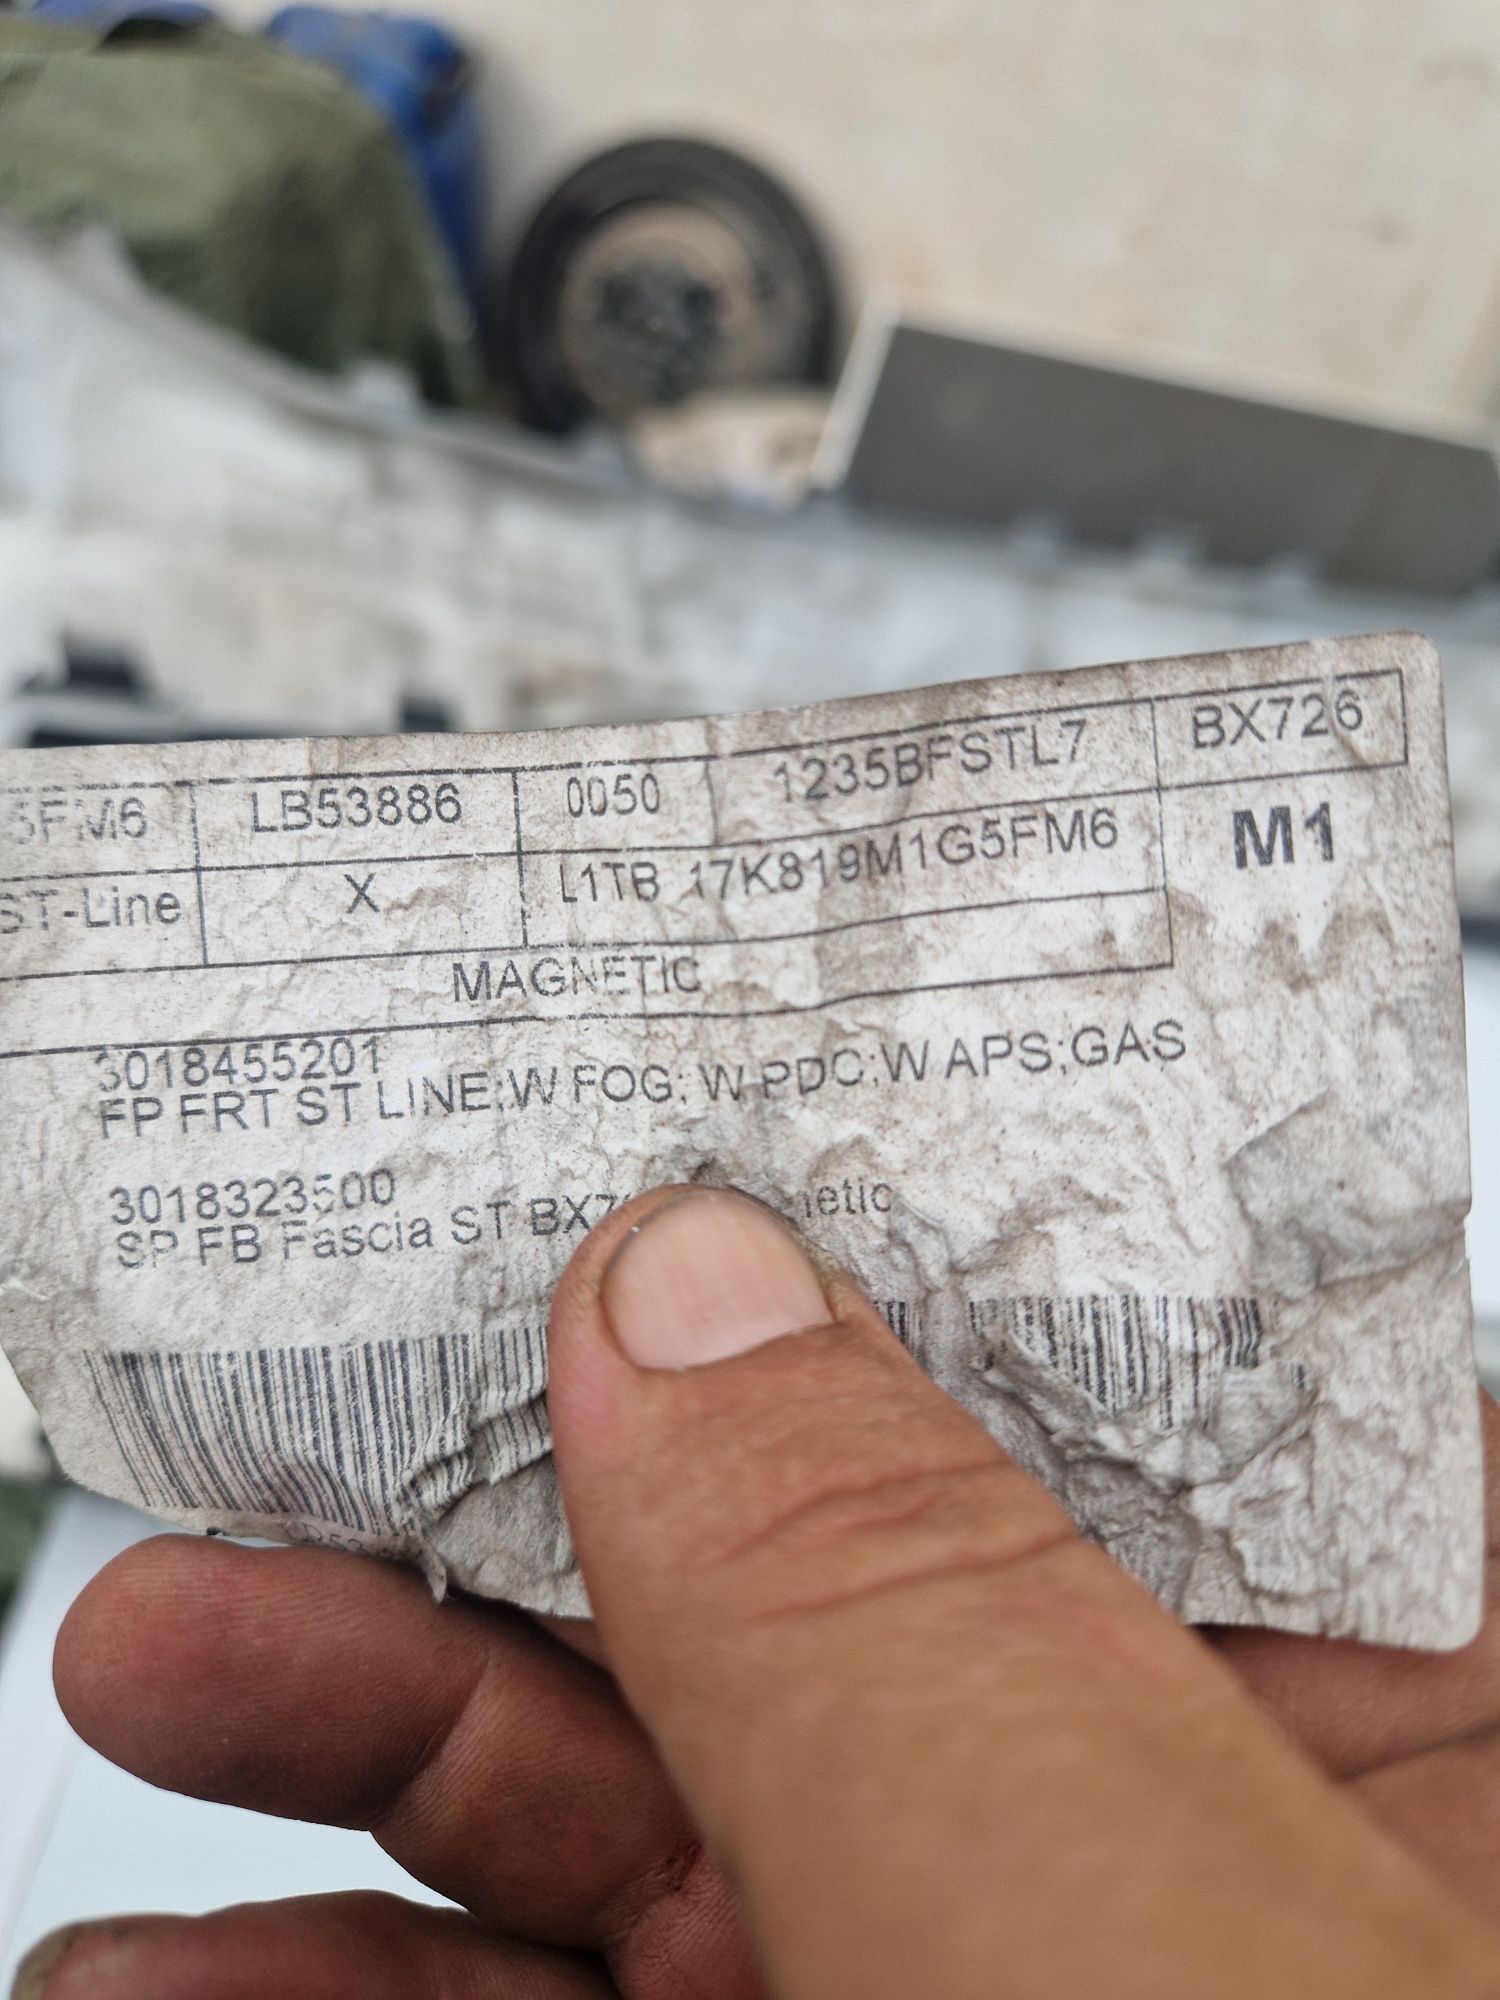 5FM6 LB53886 0050 1235BFSTL7 BX726
ST-Line X L1TB 17K819M1G5FM6 M1
MAGNETIC
3018455201
FP FRT ST LINE;W FOG; W PDC;W APS;GAS
3018323500
SP FB Fascia ST